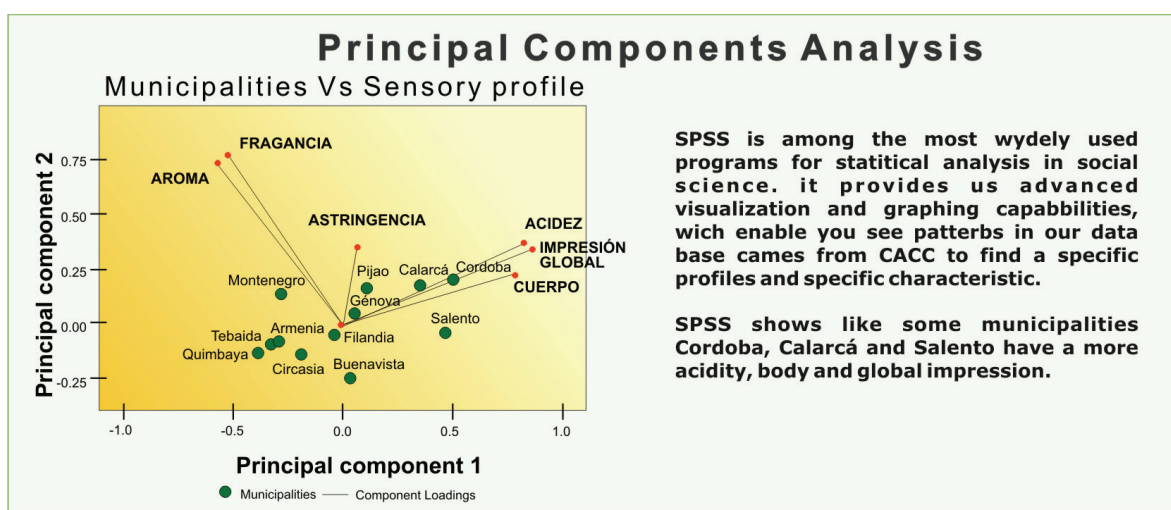 Principal Components Analysis
Municipalities Vs Sensory profile
Principal component 2
0.75
0.50
0.25
0.00
-0.25
FRAGANCIA
AROMA
ASTRINGENCIA
ACIDEZ
IMPRESIÓN
GLOBAL
CUERPO
Montenegro
Pijao
Calarcá
Cordoba
Génova
Salento
Tebaida
Armenia
Filandia
Quimbaya
Circasia
Buenavista
-1.0
-0.5
0.0
0.5
1.0
Principal component 1
Municipalities
Component Loadings
SPSS is among the most wydely used
programs for statitical analysis in social
science. it provides us advanced
visualization and graphing capabbilities,
wich enable you see patterbs in our data
base cames from CACC to find a specific
profiles and specific characteristic.
SPSS shows like some municipalities
Cordoba, Calarcá and Salento have a more
acidity, body and global impression.